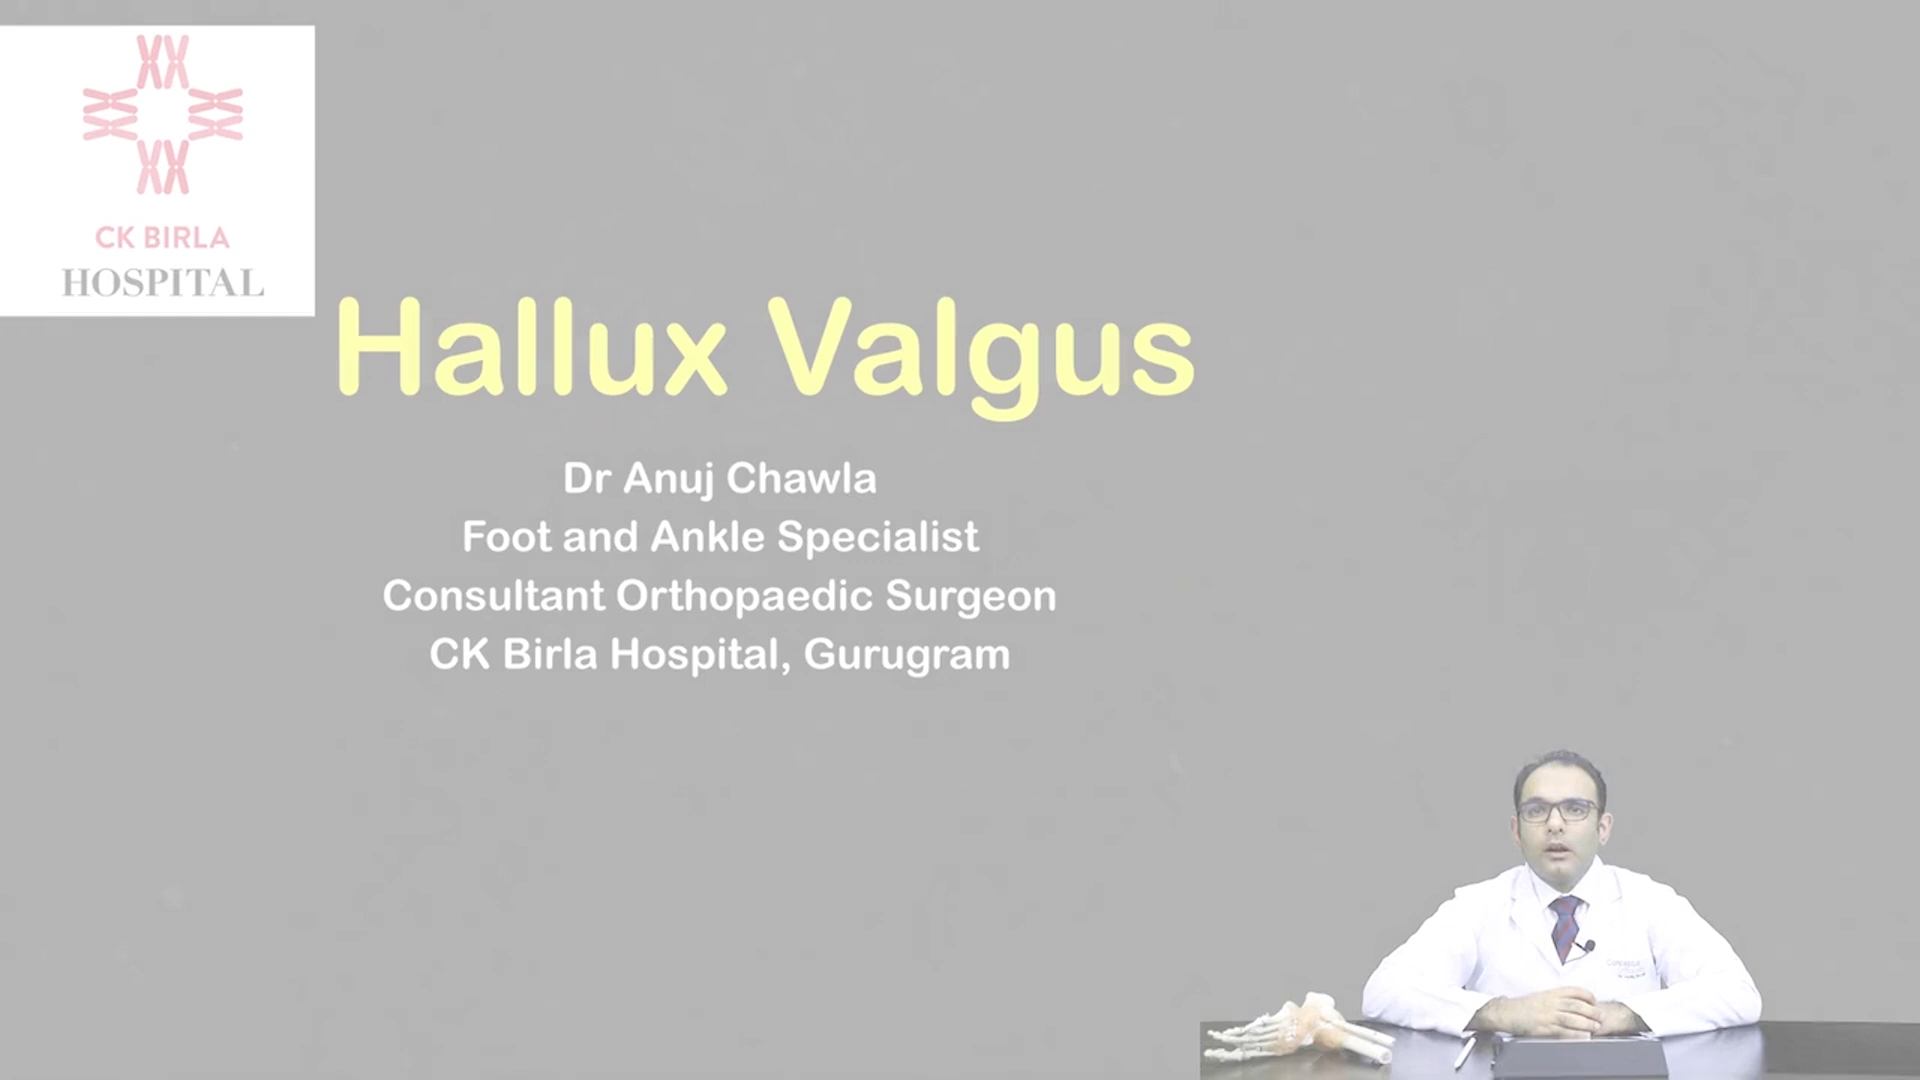 CK BIRLA
HOSPITAL
Hallux Valgus
Dr Anuj Chawla
Foot and Ankle Specialist
Consultant Orthopaedic Surgeon
CK Birla Hospital, Gurugram